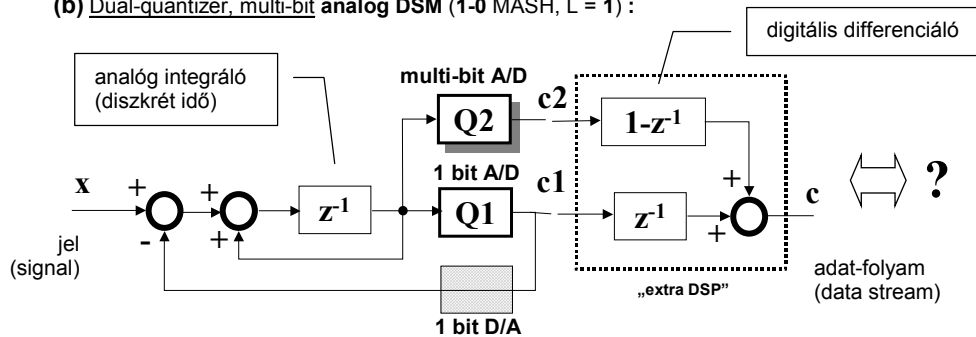 (b) Dual-quantizer, multi-bit analog DSM (1-0 MASH, L = 1) :
digitális differenciáló
analóg integráló
(diszkrét idő)
multi-bit A/D
Q2
c2
1-z-1
1 bit A/D
Q1
c1
z-1
x
+
-
+
+
z-1
+
+
c
?
jel
(signal)
1 bit D/A
„extra DSP”
adat-folyam
(data stream)